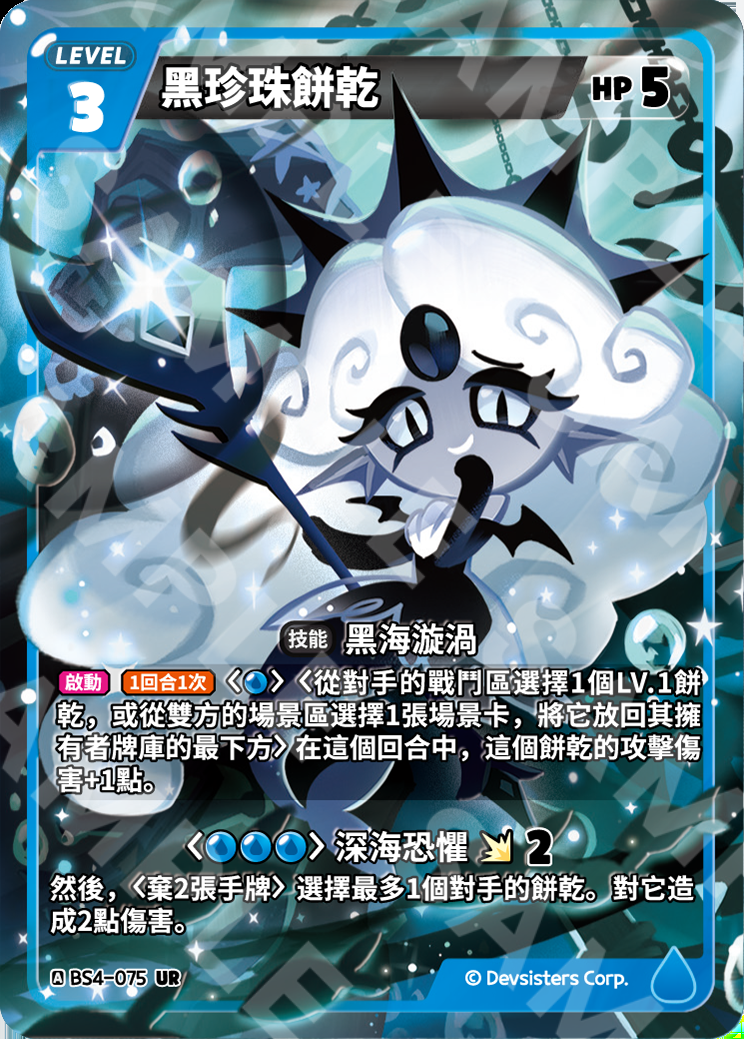 LEVEL
3
黑珍珠餅乾
HP 5
技能 黑海漩渦
啟動 1回合1次 〈💧〉〈從對手的戰鬥區選擇1個LV.1餅
乾，或從雙方的場景區選擇1張場景卡，將它放回其擁
有者牌庫的最下方〉在這個回合中，這個餅乾的攻擊傷
害+1點。
〈💧💧💧〉深海恐懼 2
然後，〈棄2張手牌〉選擇最多1個對手的餅乾。對它造
成2點傷害。
A BS4-075 UR
© Devsisters Corp.